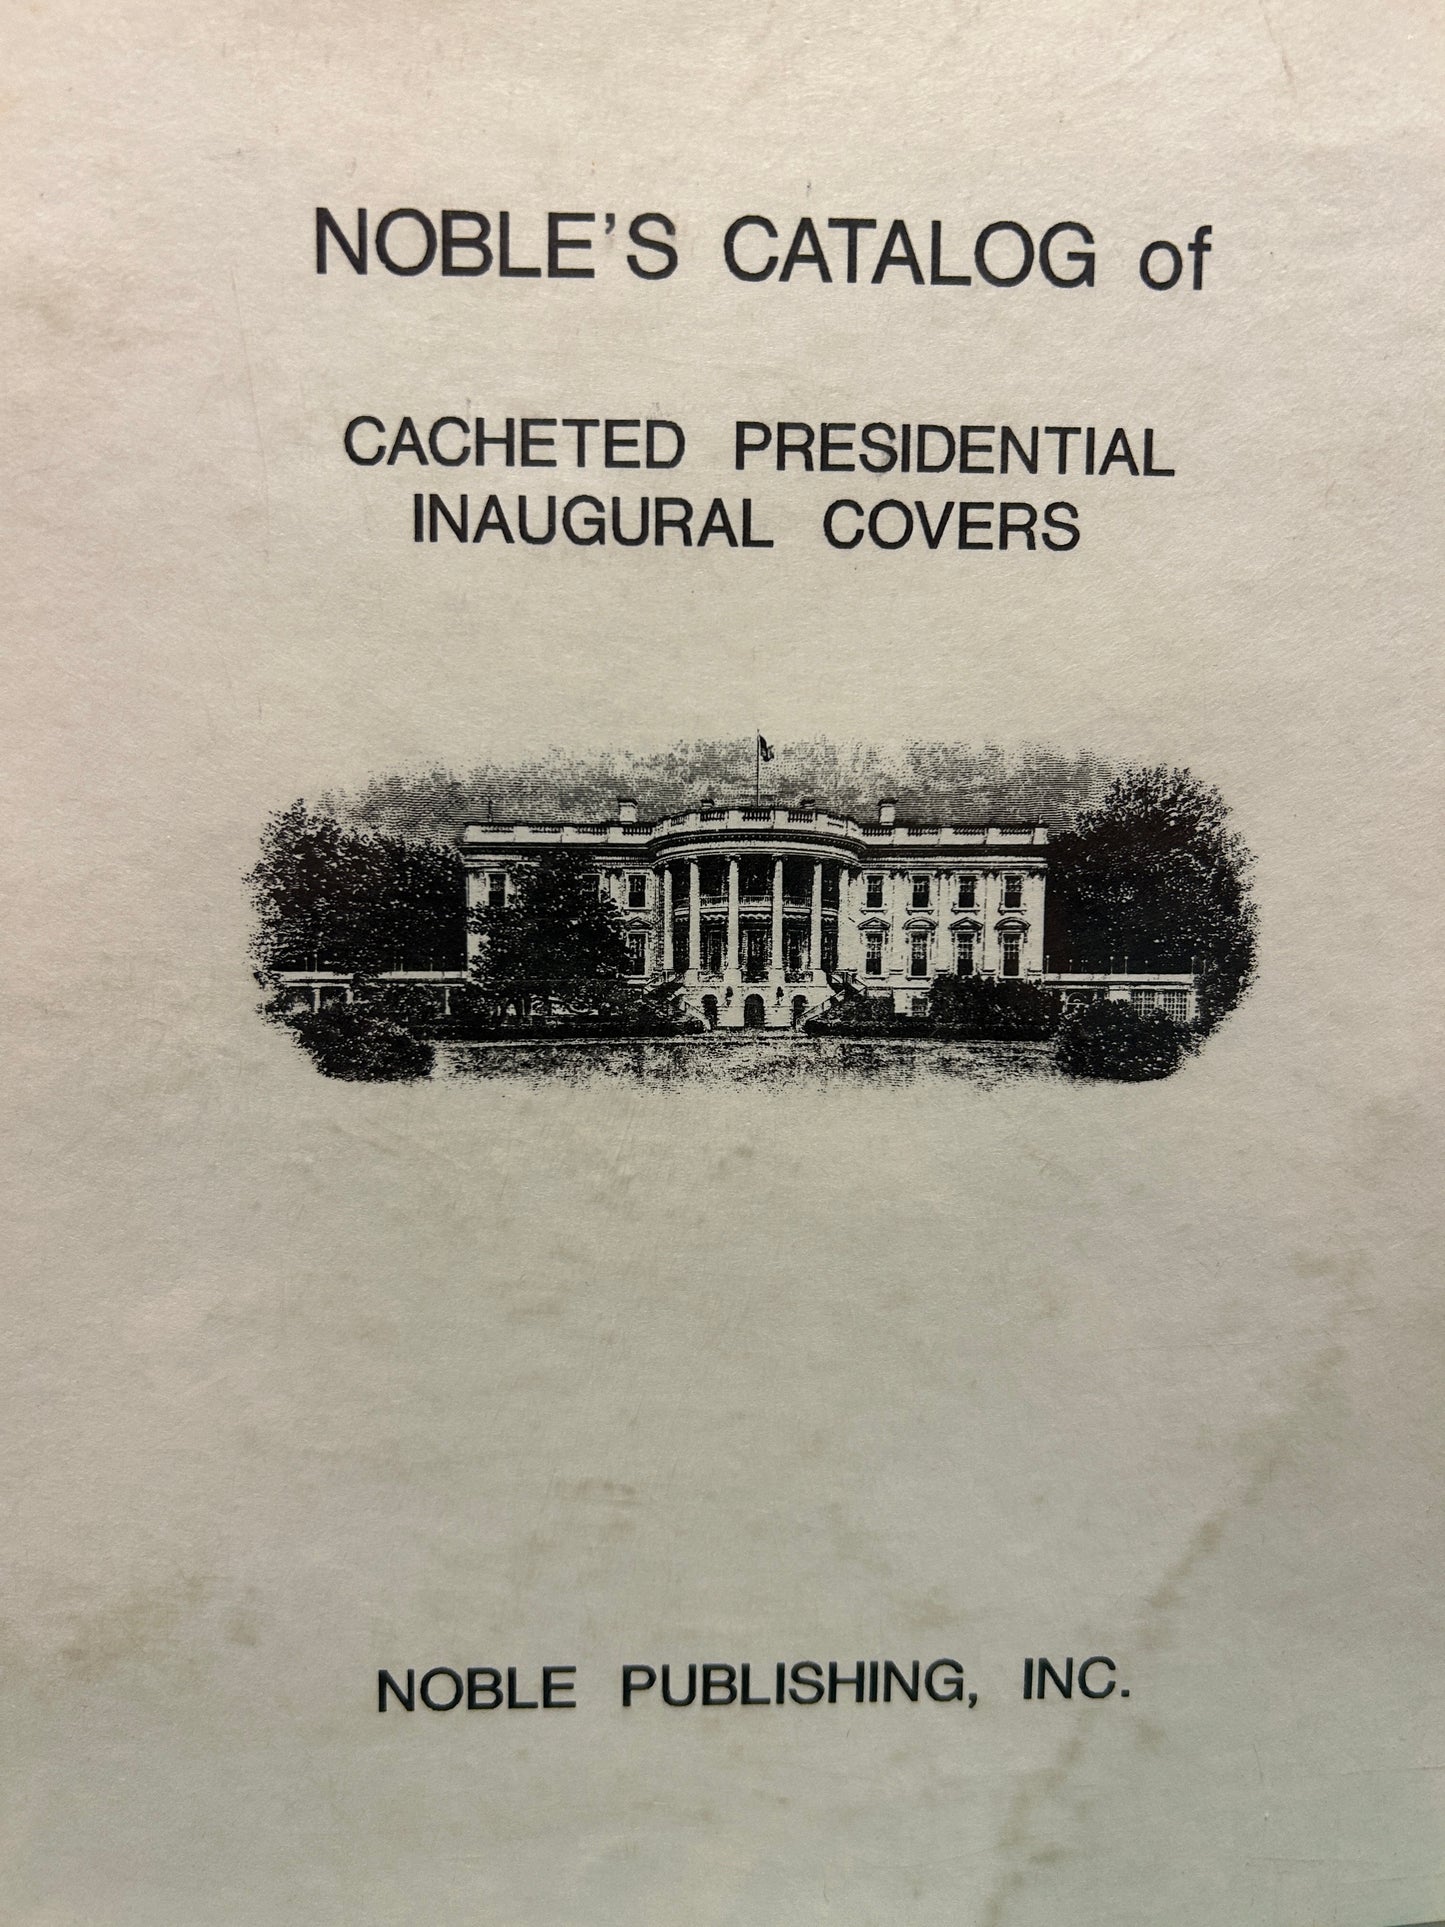 NOBLE'S CATALOG of
CACHETED PRESIDENTIAL
INAUGURAL COVERS
NOBLE PUBLISHING, INC.